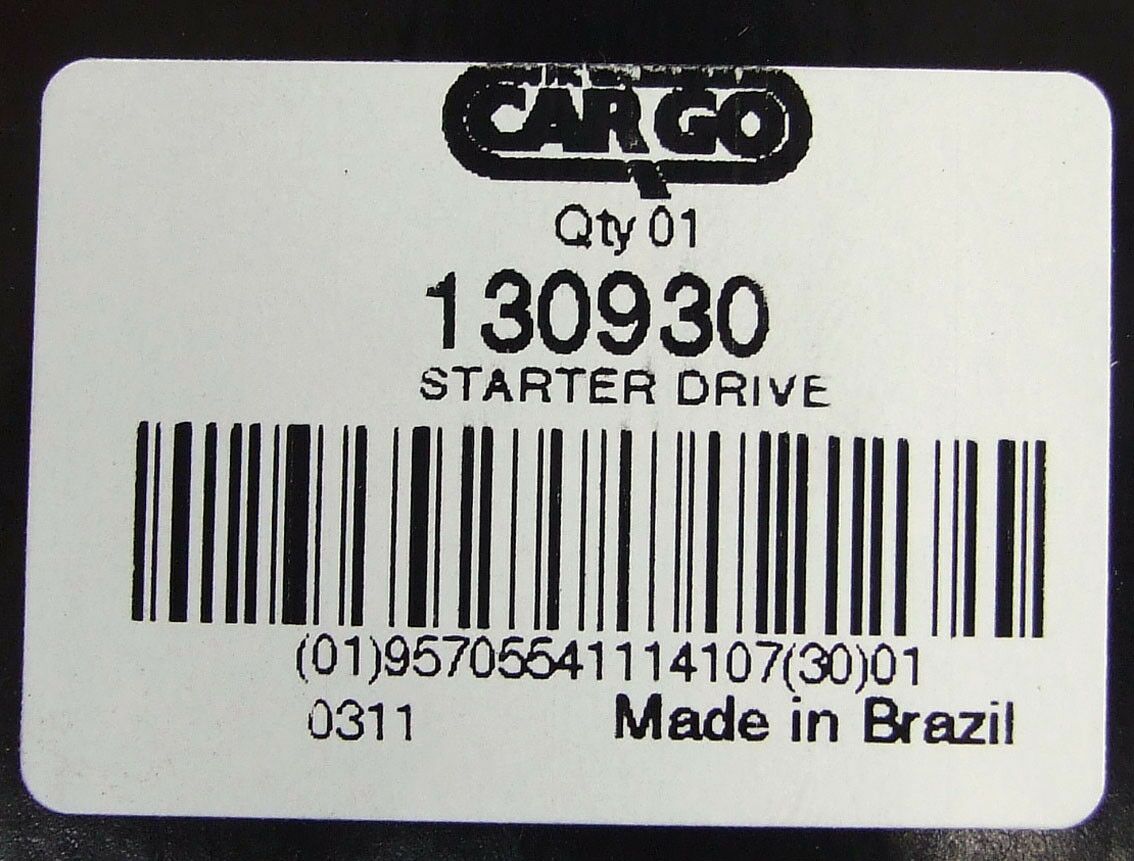 CARGO
Qty 01
130930
STARTER DRIVE
(01)95705541114107(30)01
0311
Made in Brazil